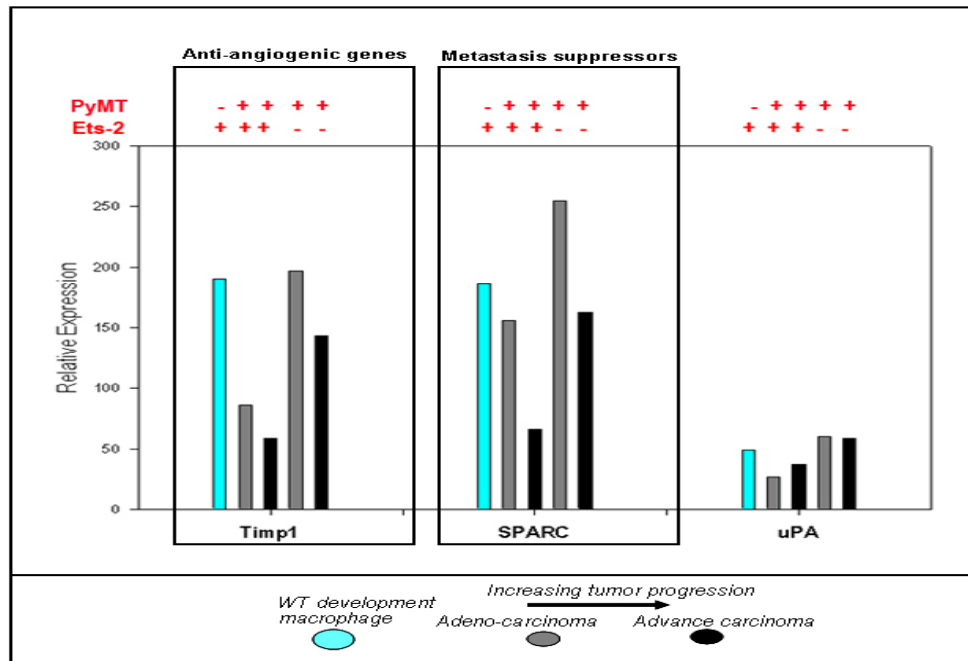 Anti-angiogenic genes
Metastasis suppressors
PyMT - + + + + - + + + + - + + + +
Ets-2 + + + - - + + + - - + + + - -
300
250
200
150
100
50
0
Relative Expression
Timp1 SPARC uPA
Increasing tumor progression
WT development
macrophage
Adeno-carcinoma Advance carcinoma